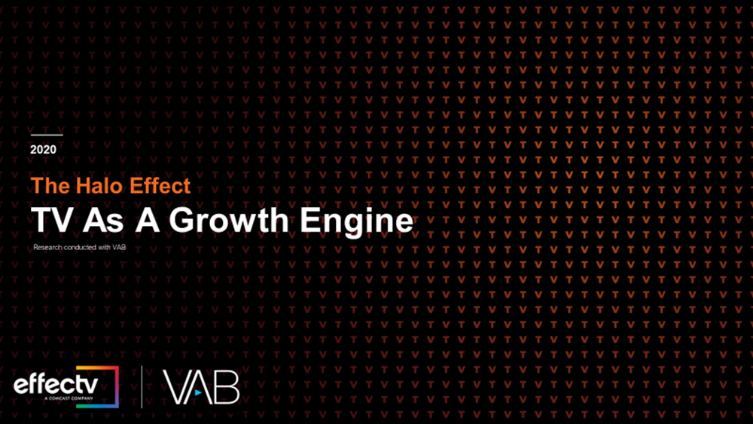 2020
The Halo Effect
TV As A Growth Engine
Research conducted with VAB
effectv
A COMCAST COMPANY
VAB